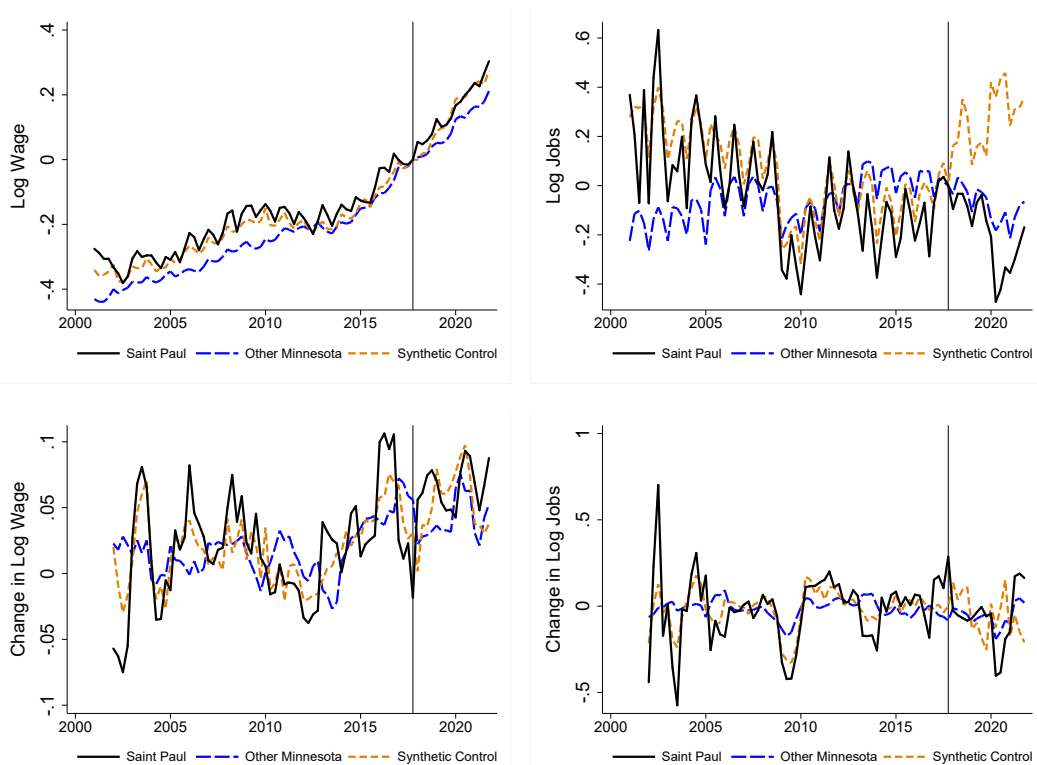 Log Wage
.4
.2
0
-.2
-.4
2000 2005 2010 2015 2020
Saint Paul Other Minnesota Synthetic Control
Log Jobs
.6
.4
.2
0
-.2
-.4
2000 2005 2010 2015 2020
Saint Paul Other Minnesota Synthetic Control
Change in Log Wage
.1
.05
0
-.05
-.1
2000 2005 2010 2015 2020
Saint Paul Other Minnesota Synthetic Control
Change in Log Jobs
1
.5
0
-.5
2000 2005 2010 2015 2020
Saint Paul Other Minnesota Synthetic Control